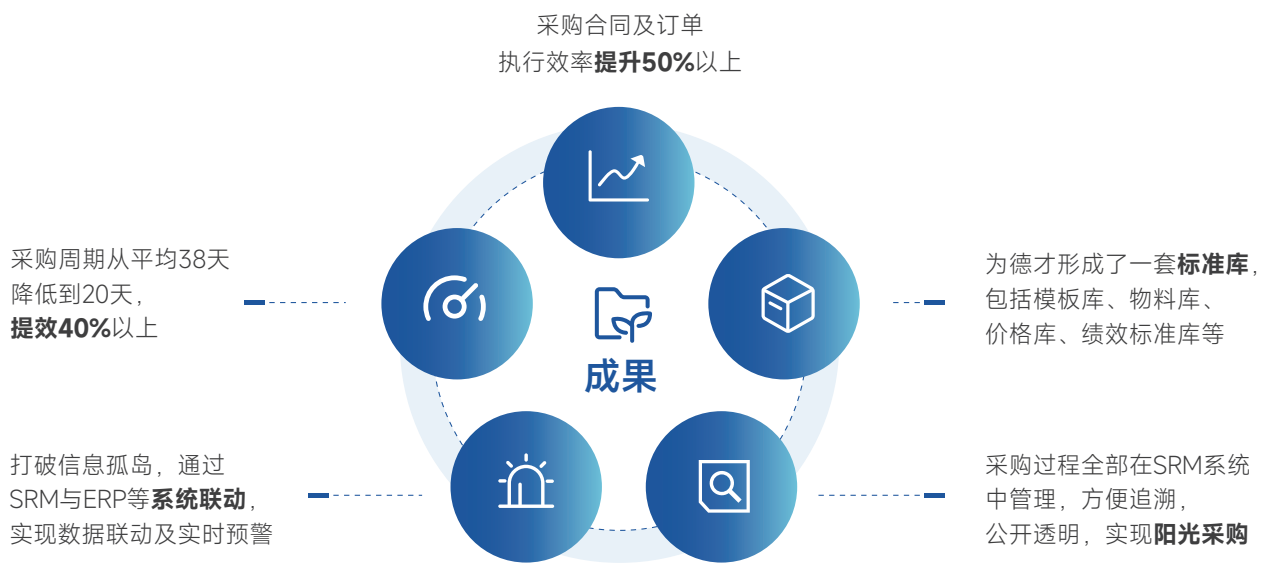 采购合同及订单
执行效率提升50%以上
采购周期从平均38天
降低到20天，
提效40%以上
为德才形成了一套标准库，
包括模板库、物料库、
价格库、绩效标准库等
成果
打破信息孤岛，通过
SRM与ERP等系统联动，
实现数据联动及实时预警
采购过程全部在SRM系统
中管理，方便追溯，
公开透明，实现阳光采购